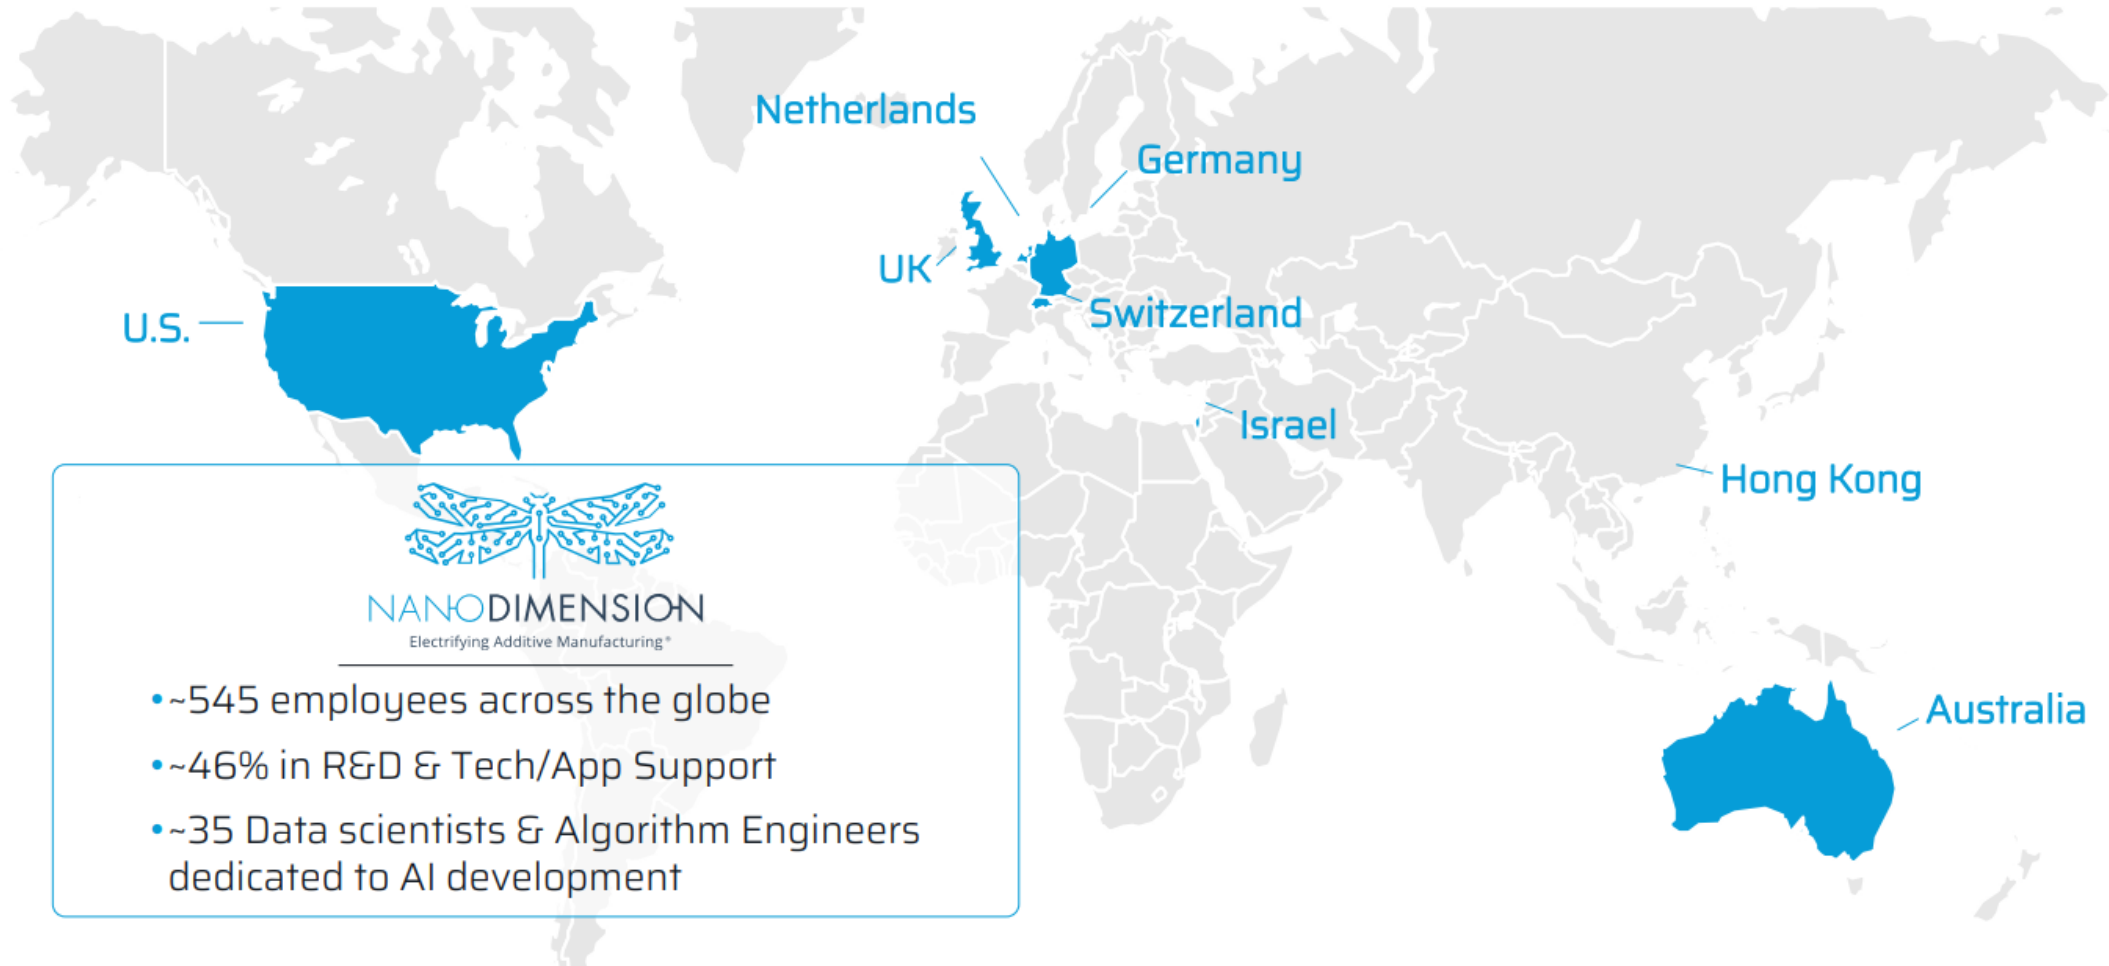 Netherlands
Germany
UK
Switzerland
U.S.
Israel
Hong Kong
Australia
NANODIMENSION
Electrifying Additive Manufacturing®
•~545 employees across the globe
•~46% in R&D & Tech/App Support
•~35 Data scientists & Algorithm Engineers
dedicated to AI development